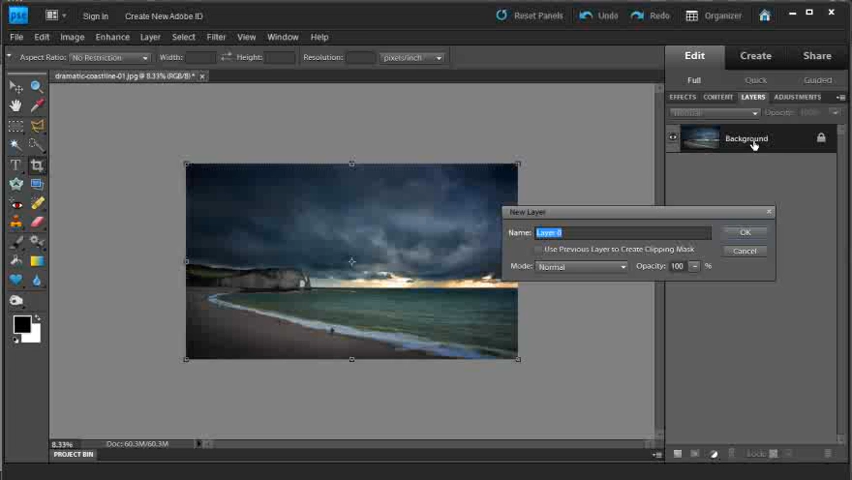 pse Sign In Create New Adobe ID Reset Panels Undo Redo Organizer
File Edit Image Enhance Layer Select Filter View Window Help
Edit Create Share
Aspect Ratio: No Restriction Width: Height: Resolution: pixels/inch
dramatic-coastline-01.jpg @ 8.33% (RGB/8) * x
Full Quick Guided
EFFECTS CONTENT LAYERS ADJUSTMENTS
Normal Opacity: 100%
Background
New Layer
Name: Layer 0 OK
Use Previous Layer to Create Clipping Mask Cancel
Mode: Normal Opacity: 100 %
8.33% Doc: 60.3M/60.3M
PROJECT BIN Lock: